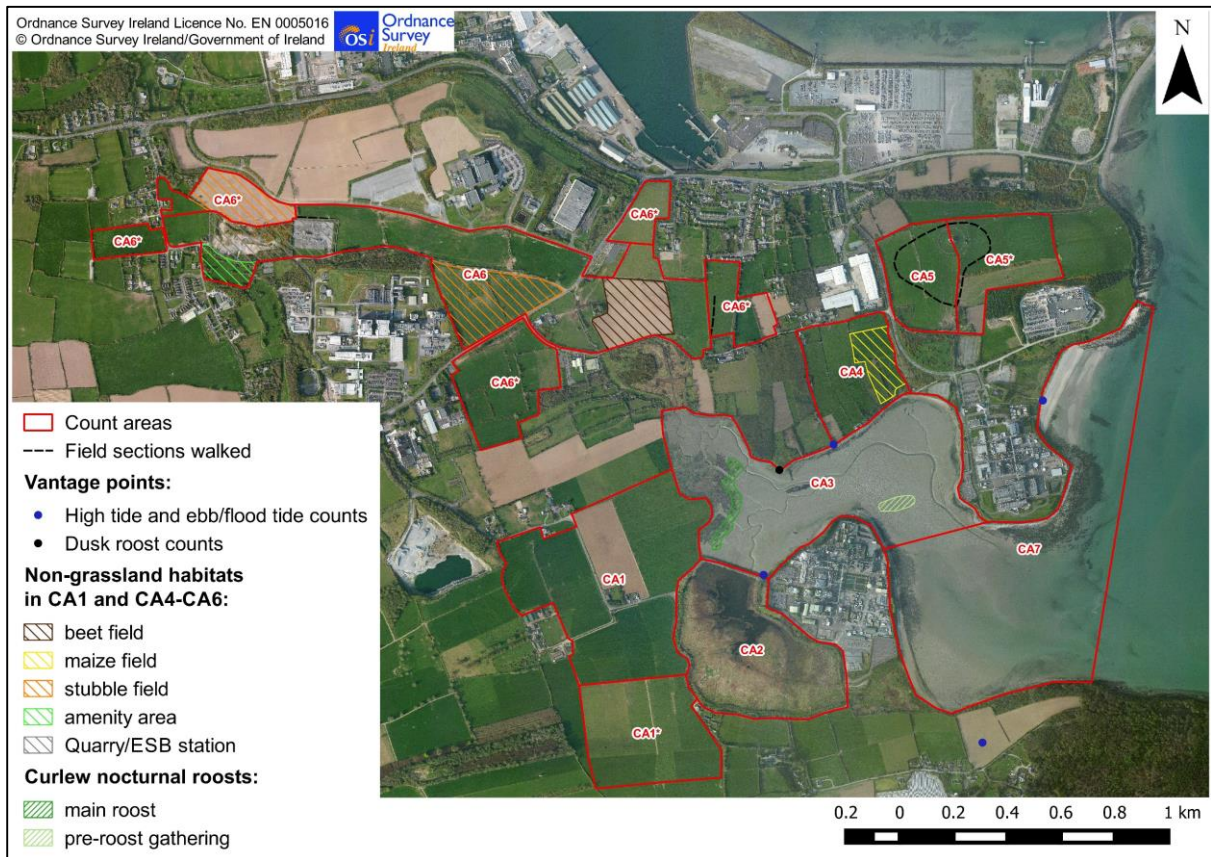 Ordnance Survey Ireland Licence No. EN 0005016
© Ordnance Survey Ireland/Government of Ireland
OSi
Ordnance
Survey
Ireland
N
CA6*
CA6*
CA6*
CA6
CA6*
CA6*
CA5
CA5*
CA4
CA3
CA7
CA1
CA2
CA1*
Count areas
Field sections walked
Vantage points:
High tide and ebb/flood tide counts
Dusk roost counts
Non-grassland habitats
in CA1 and CA4-CA6:
beet field
maize field
stubble field
amenity area
Quarry/ESB station
Curlew nocturnal roosts:
main roost
pre-roost gathering
0.2 0 0.2 0.4 0.6 0.8 1 km